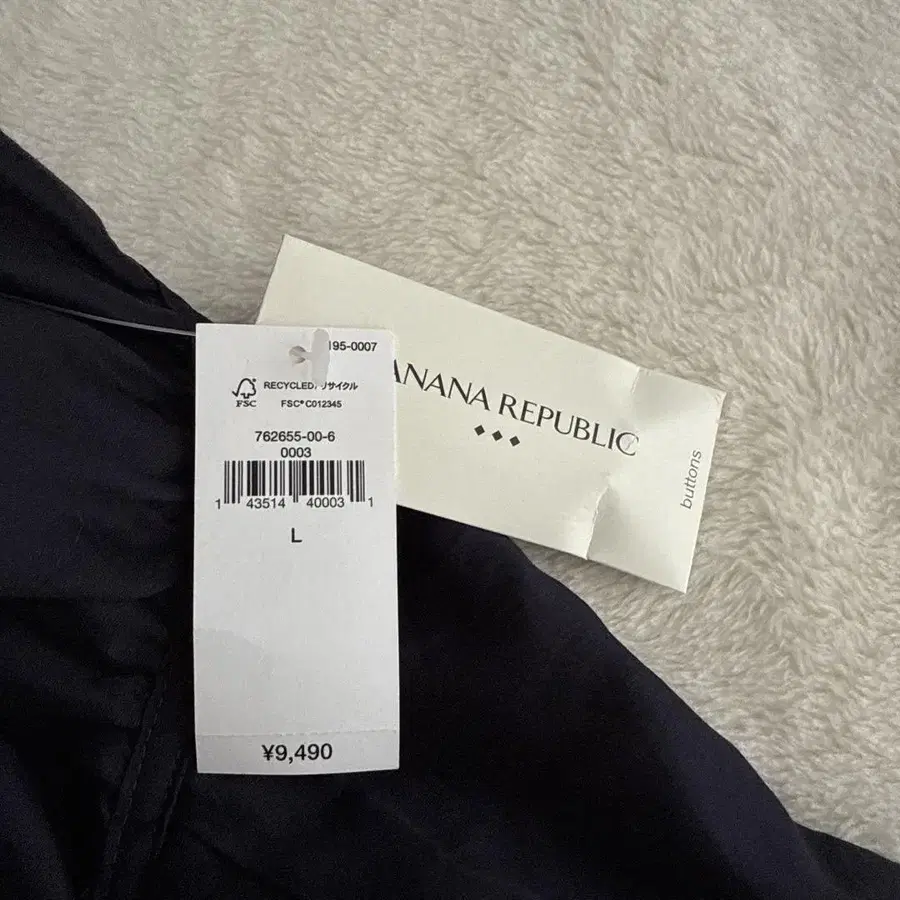 195-0007
RECYCLED/リサイクル
FSC
FSC® C012345
762655-00-6
0003
1 43514 40003 1
L
¥9,490
ANANA REPUBLIC
buttons